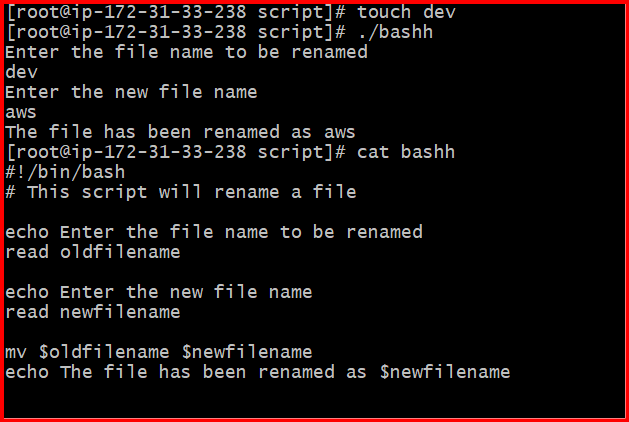 [root@ip-172-31-33-238 script]# touch dev
[root@ip-172-31-33-238 script]# ./bashh
Enter the file name to be renamed
dev
Enter the new file name
aws
The file has been renamed as aws
[root@ip-172-31-33-238 script]# cat bashh
#!/bin/bash
# This script will rename a file

echo Enter the file name to be renamed
read oldfilename

echo Enter the new file name
read newfilename

mv $oldfilename $newfilename
echo The file has been renamed as $newfilename